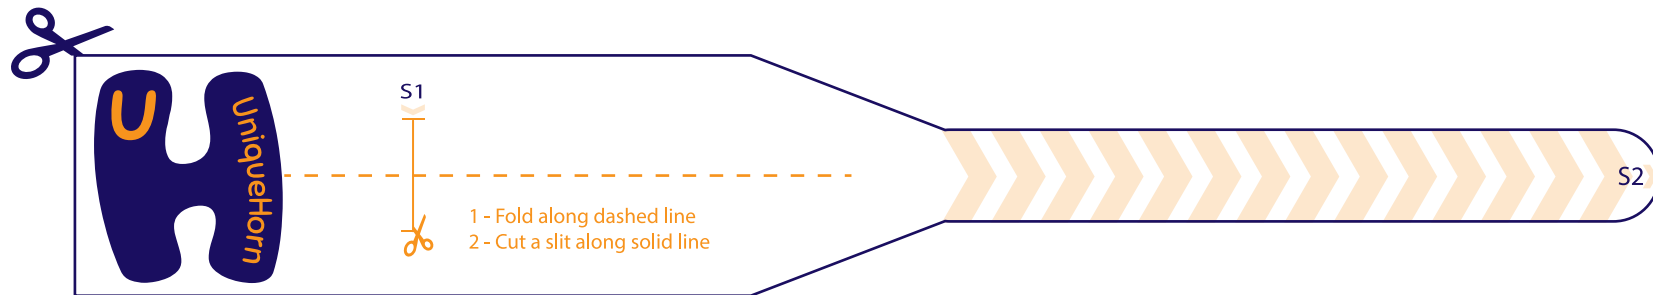 U
UniqueHorn
S1
1 - Fold along dashed line
2 - Cut a slit along solid line
S2